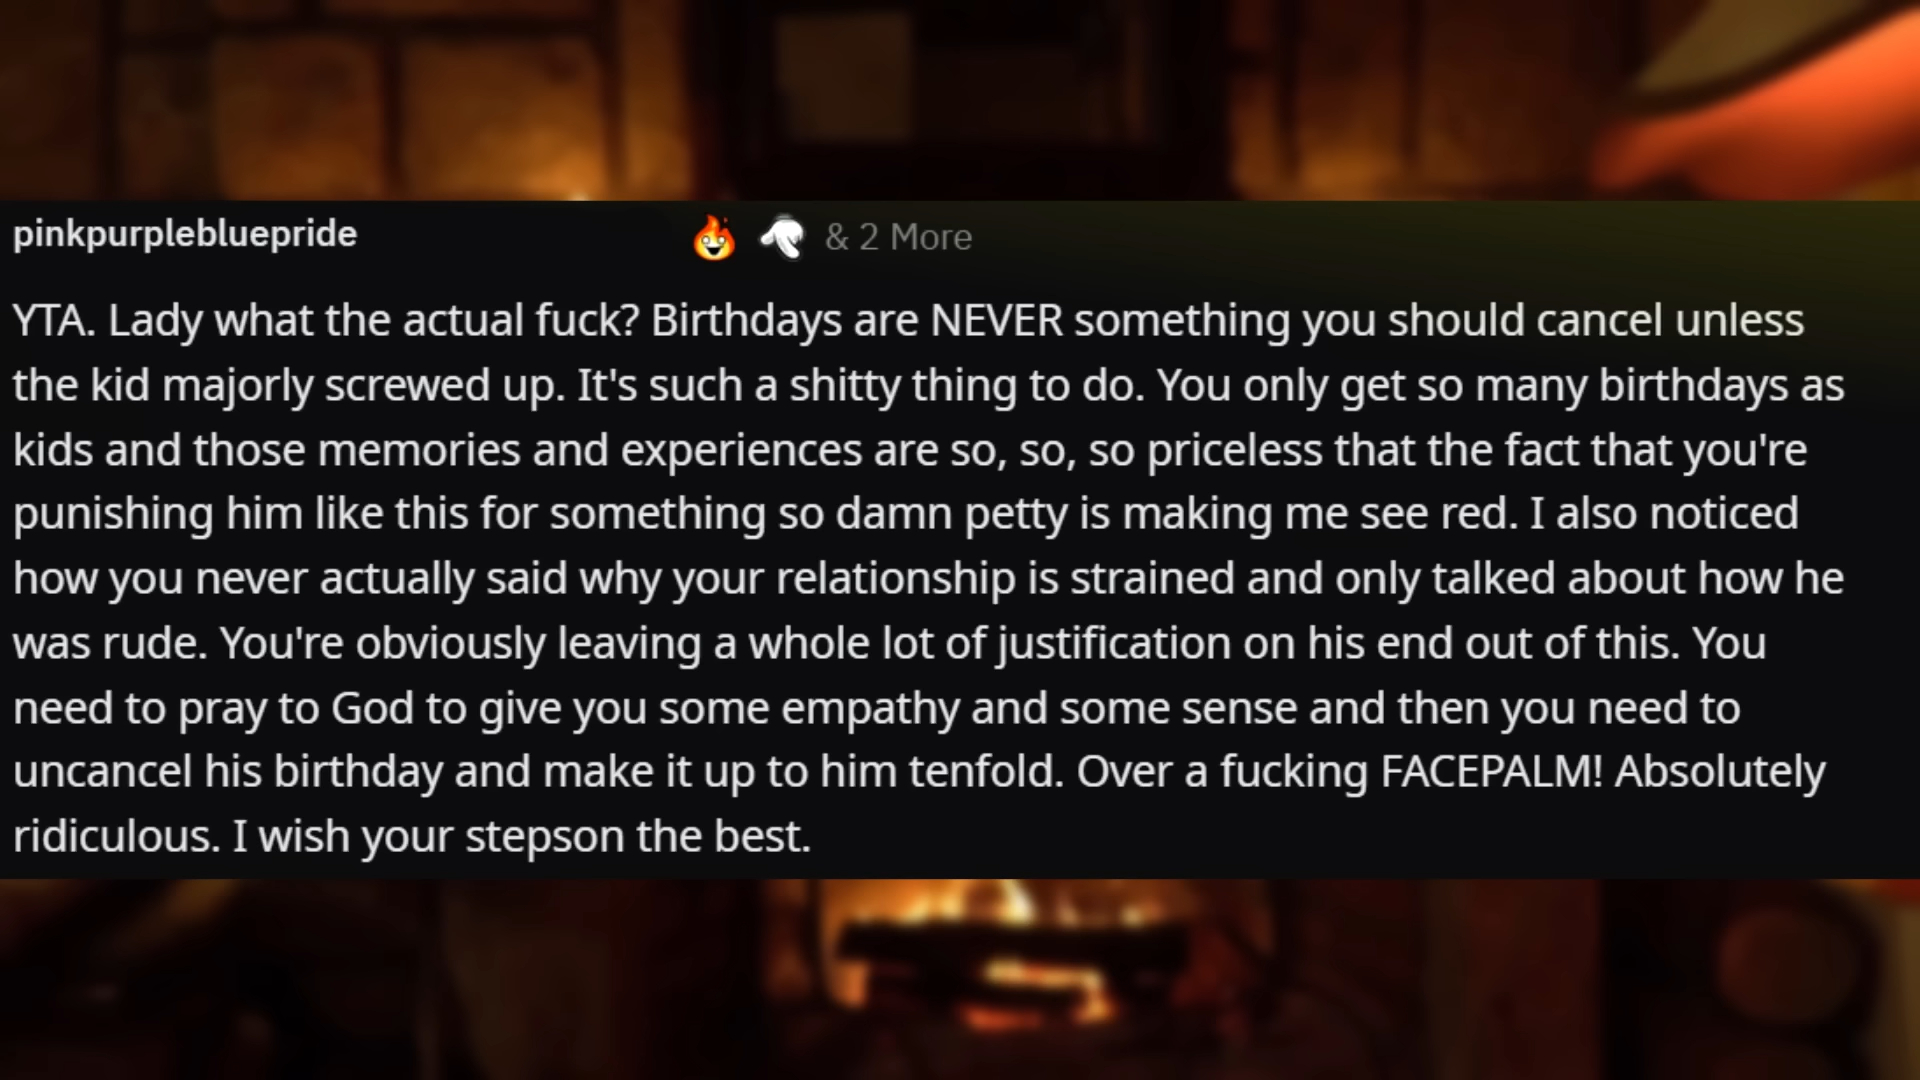 pinkpurplebluepride & 2 More
YTA. Lady what the actual fuck? Birthdays are NEVER something you should cancel unless
the kid majorly screwed up. It's such a shitty thing to do. You only get so many birthdays as
kids and those memories and experiences are so, so, so priceless that the fact that you're
punishing him like this for something so damn petty is making me see red. I also noticed
how you never actually said why your relationship is strained and only talked about how he
was rude. You're obviously leaving a whole lot of justification on his end out of this. You
need to pray to God to give you some empathy and some sense and then you need to
uncancel his birthday and make it up to him tenfold. Over a fucking FACEPALM! Absolutely
ridiculous. I wish your stepson the best.